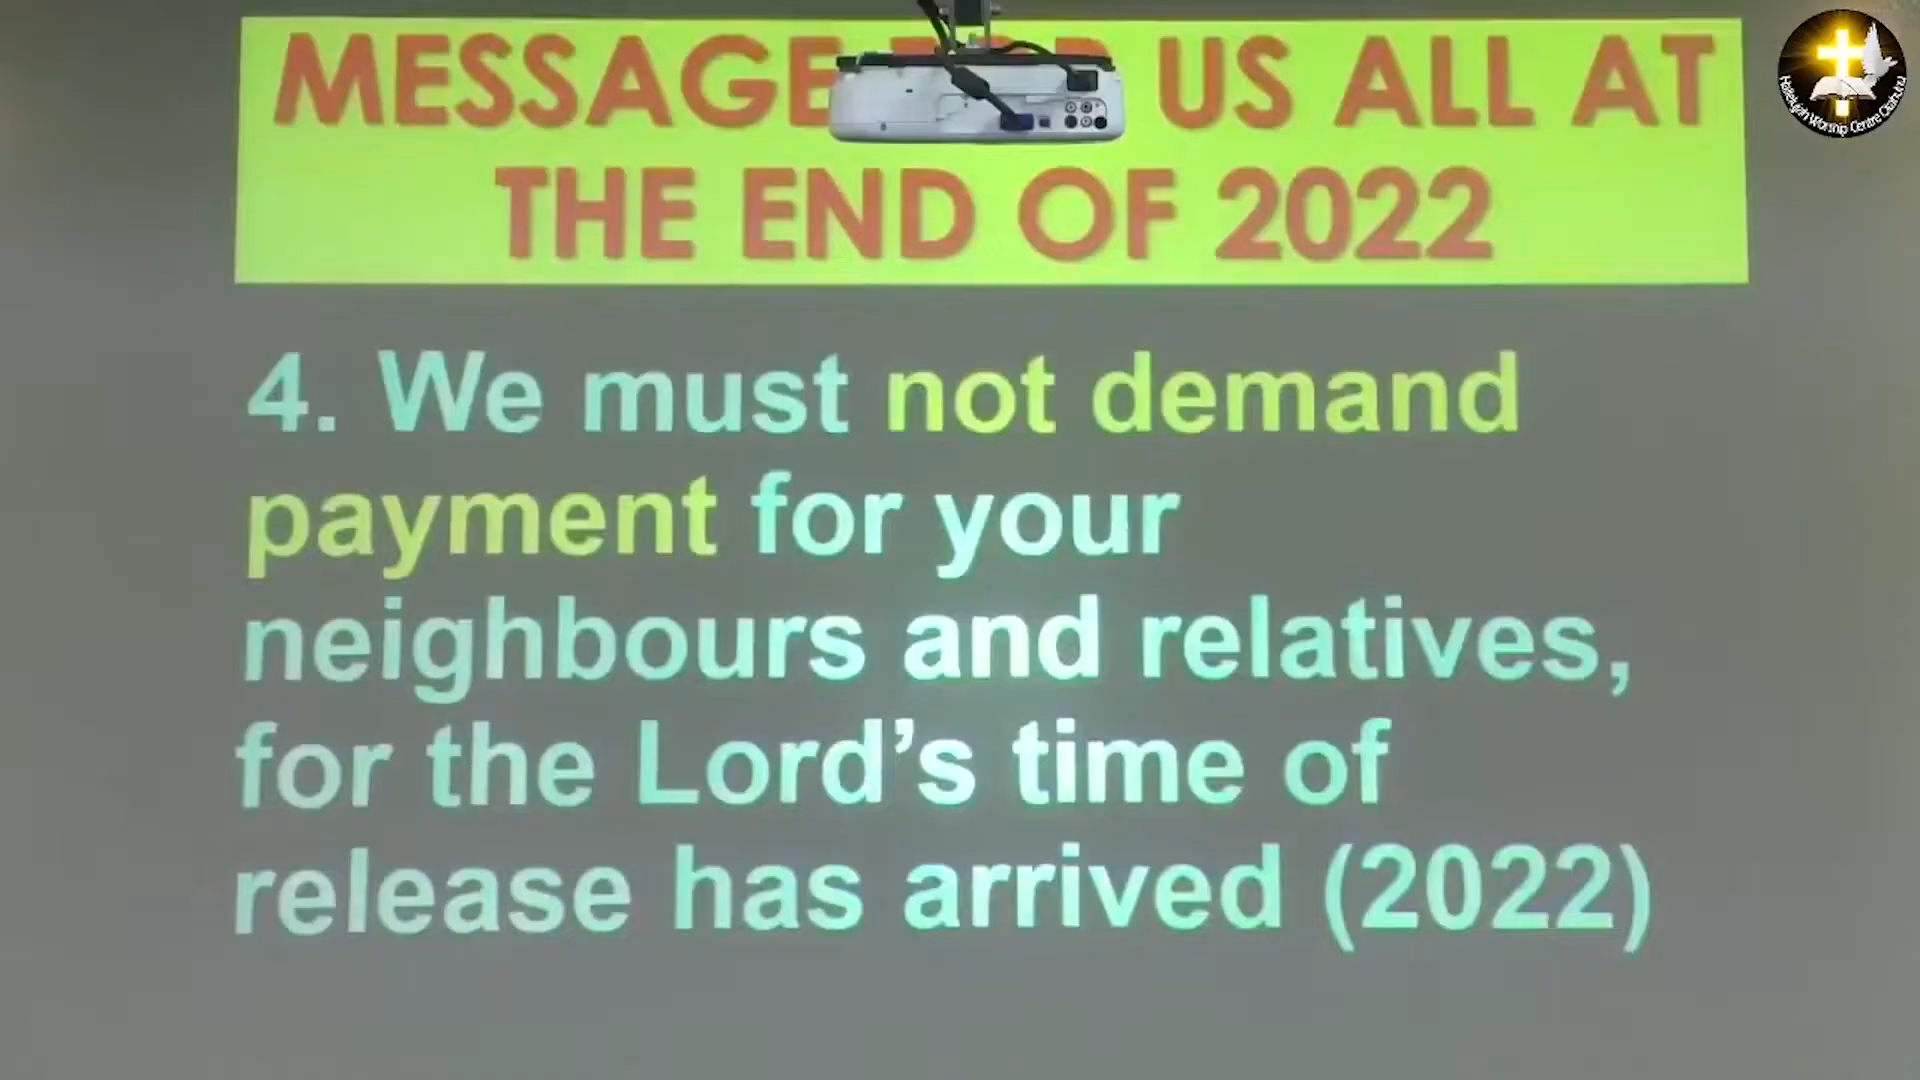 MESSAGE US ALL AT
THE END OF 2022
4. We must not demand
payment for your
neighbours and relatives,
for the Lord's time of
release has arrived (2022)